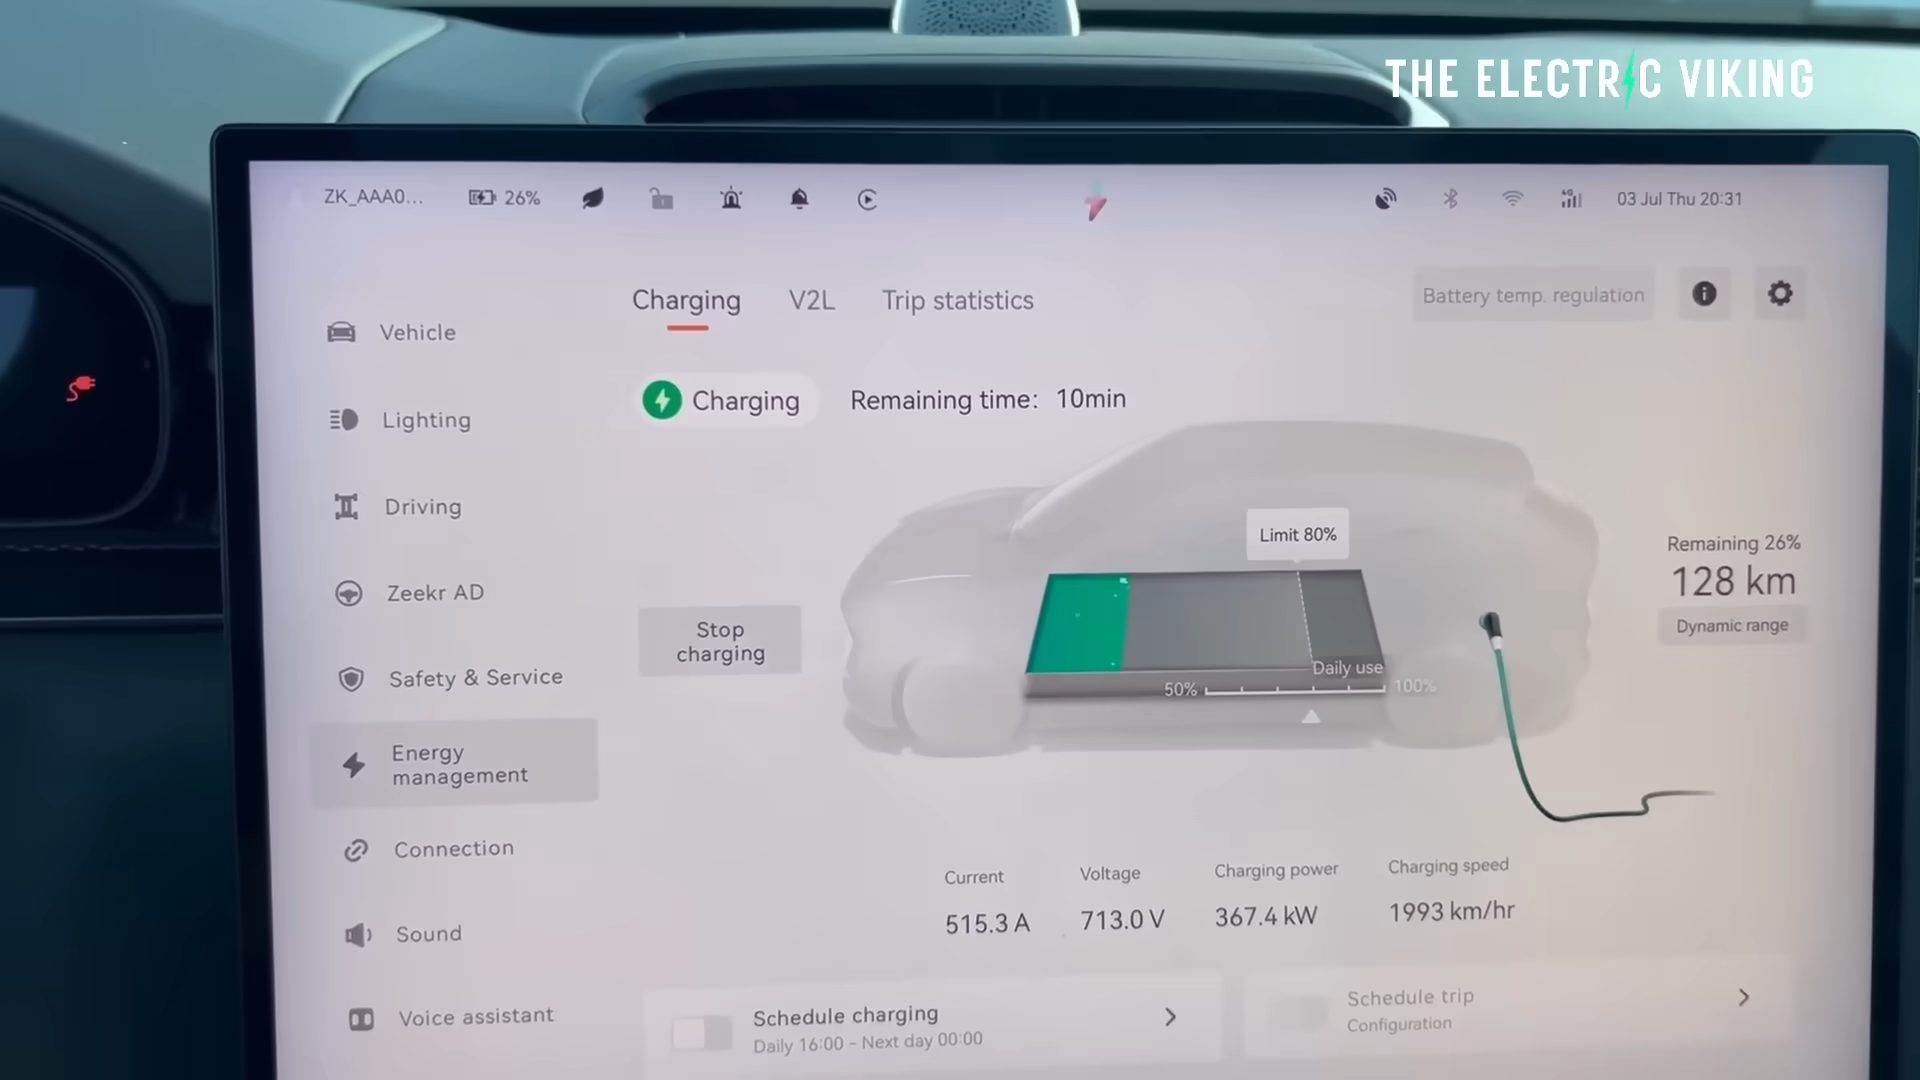 THE ELECTRIC VIKING
ZK_AAA0...
26%
4G
03 Jul Thu 20:31
Charging
V2L
Trip statistics
Battery temp. regulation
Vehicle
Lighting
Driving
Zeekr AD
Safety & Service
Energy
management
Connection
Sound
Voice assistant
Charging
Remaining time: 10min
Limit 80%
Stop
charging
Daily use
50%
100%
Remaining 26%
128 km
Dynamic range
Current
Voltage
Charging power
Charging speed
515.3 A
713.0 V
367.4 kW
1993 km/hr
Schedule charging
Daily 16:00 - Next day 00:00
Schedule trip
Configuration